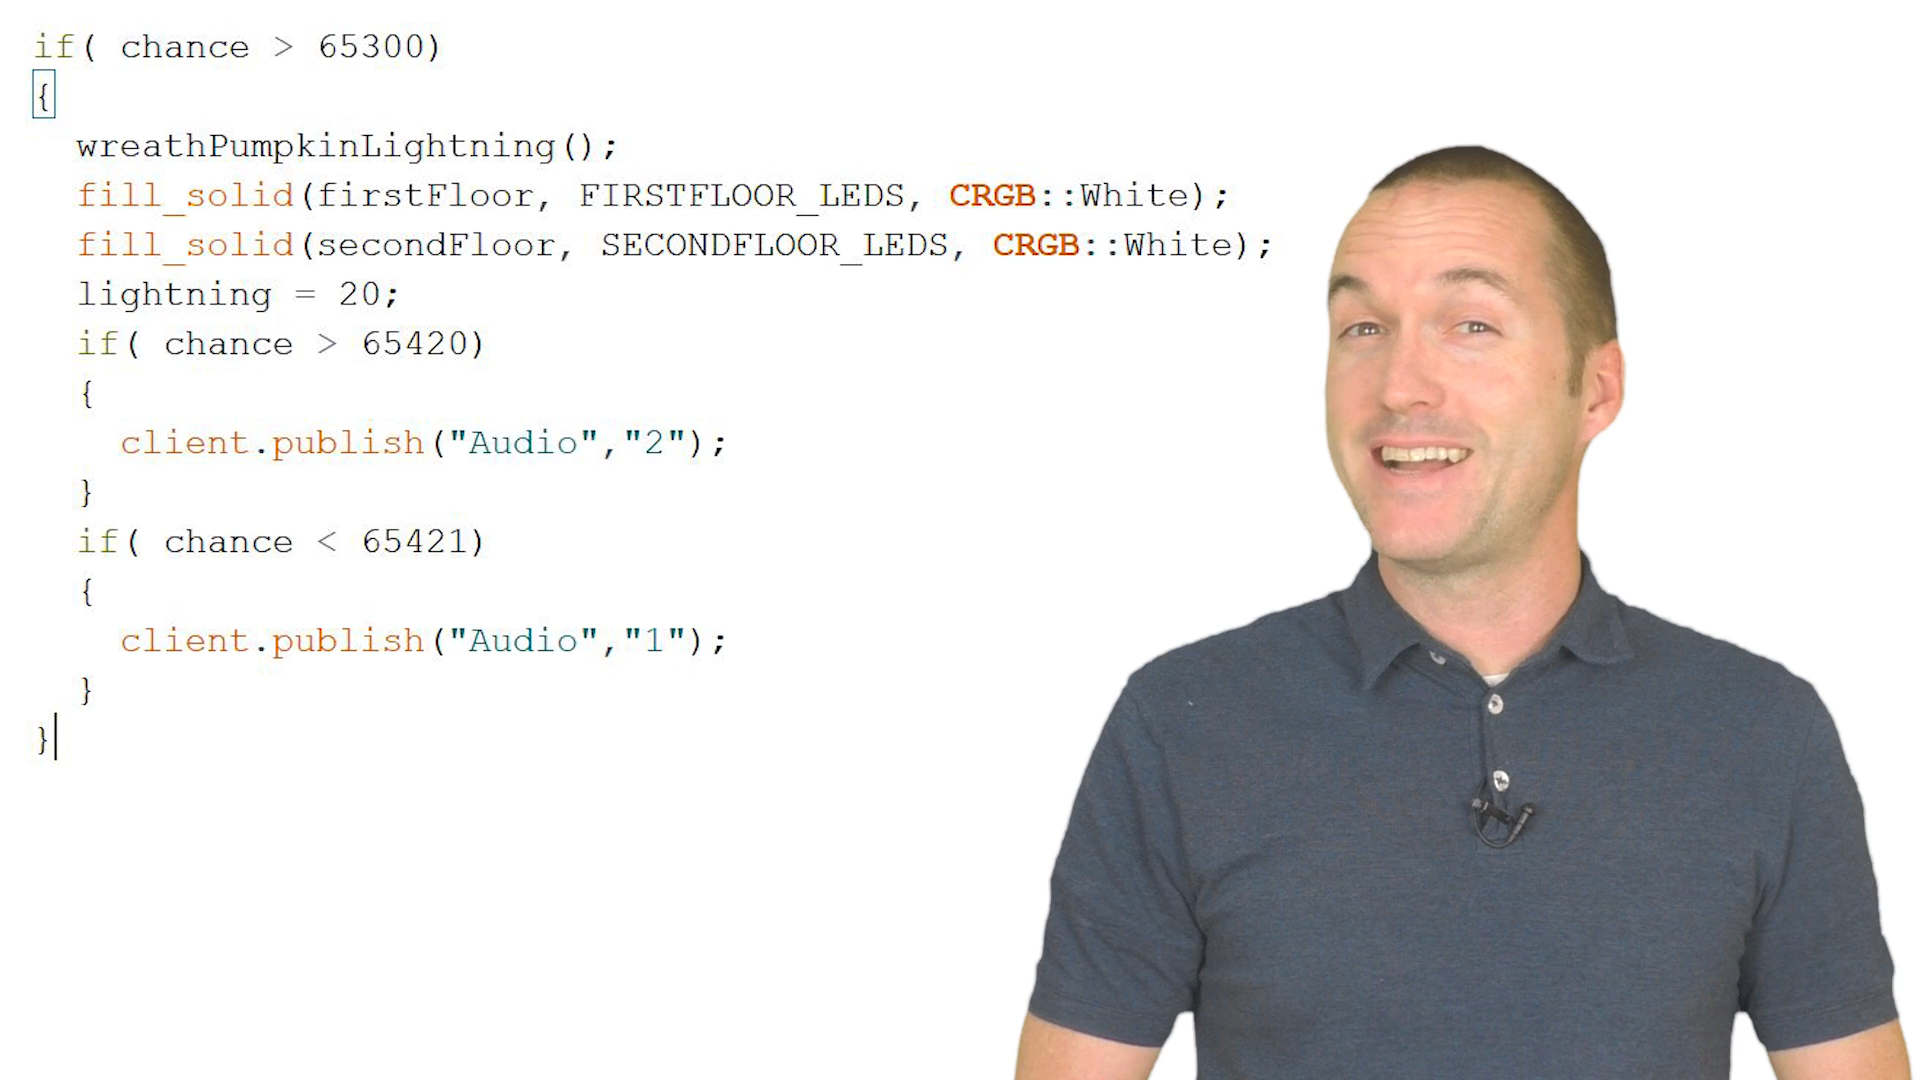 if( chance > 65300)
{
wreathPumpkinLightning();
fill_solid(firstFloor, FIRSTFLOOR_LEDS, CRGB::White);
fill_solid(secondFloor, SECONDFLOOR_LEDS, CRGB::White);
lightning = 20;
if( chance > 65420)
{
client.publish("Audio","2");
}
if( chance < 65421)
{
client.publish("Audio","1");
}
}